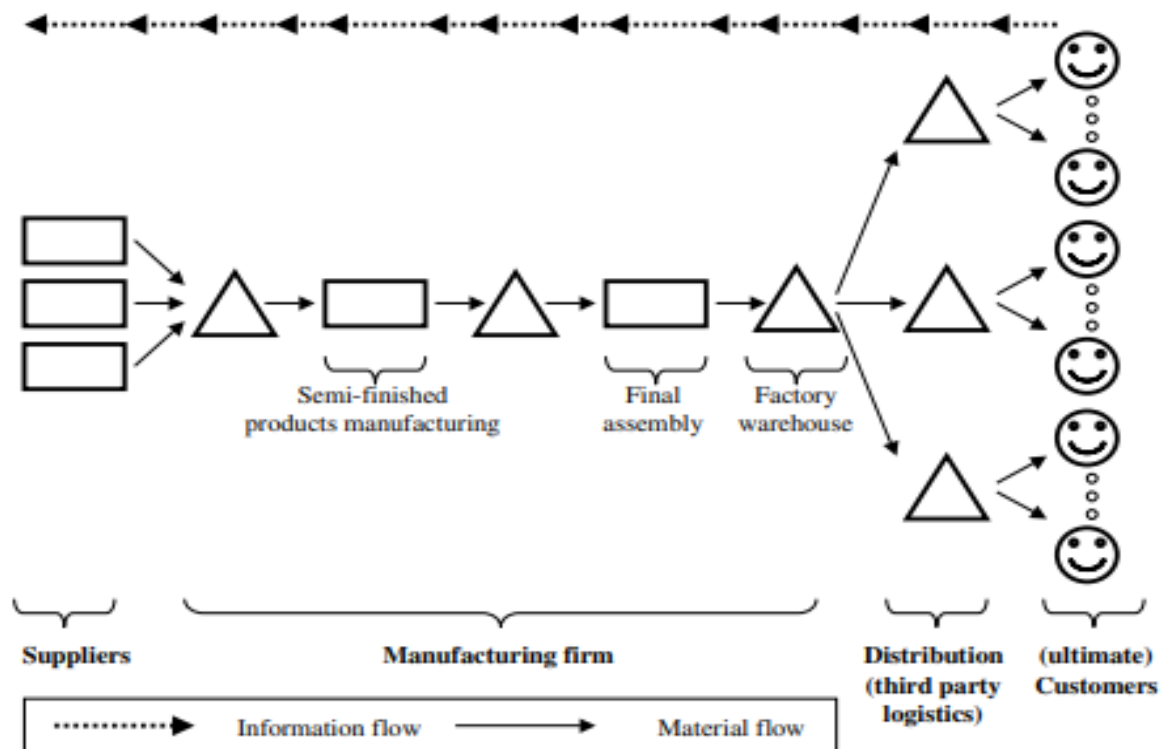 Semi-finished
products manufacturing
Final
assembly
Factory
warehouse
Suppliers
Manufacturing firm
Distribution
(third party
logistics)
(ultimate)
Customers
Information flow
Material flow